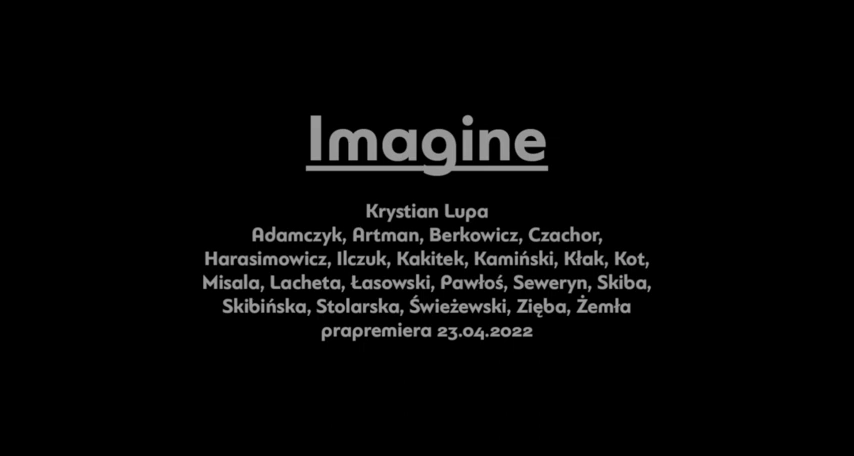 Imagine
Krystian Lupa
Adamczyk, Artman, Berkowicz, Czachor,
Harasimowicz, Ilczuk, Kakitek, Kamiński, Kłak, Kot,
Misala, Lacheta, Łasowski, Pawłoś, Seweryn, Skiba,
Skibińska, Stolarska, Świeżewski, Zięba, Żemła
prapremiera 23.04.2022